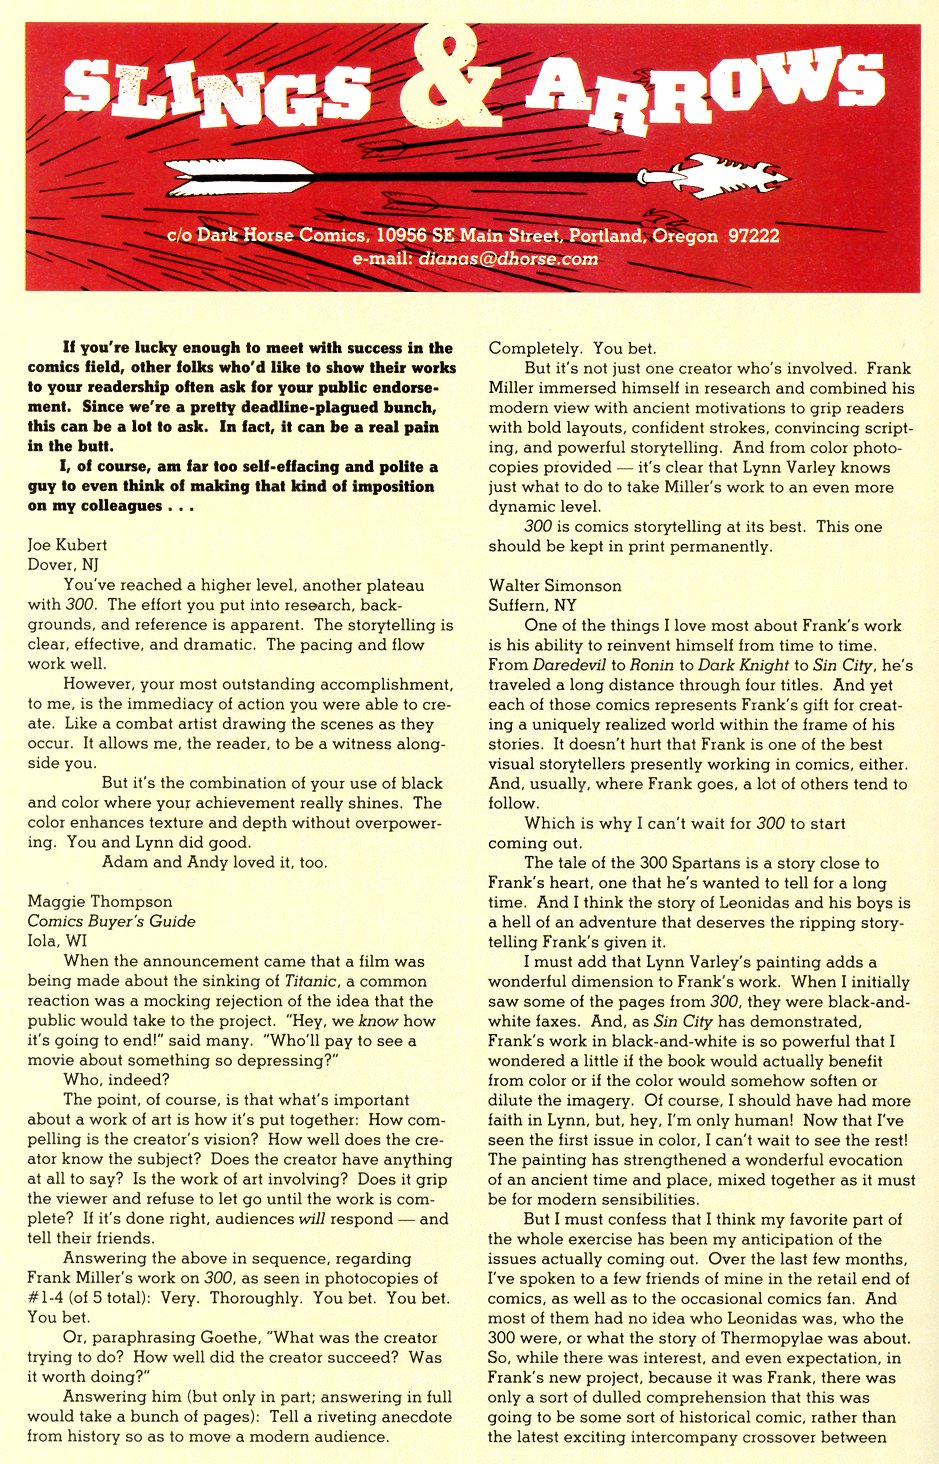 SLINGS & ARROWS
c/o Dark Horse Comics, 10956 SE Main Street, Portland, Oregon 97222
e-mail: dianas@dhorse.com
If you're lucky enough to meet with success in the
comics field, other folks who'd like to show their works
to your readership often ask for your public endorse-
ment. Since we're a pretty deadline-plagued bunch,
this can be a lot to ask. In fact, it can be a real pain
in the butt.
I, of course, am far too self-effacing and polite a
guy to even think of making that kind of imposition
on my colleagues . . .
Joe Kubert
Dover, NJ
You've reached a higher level, another plateau
with 300. The effort you put into research, back-
grounds, and reference is apparent. The storytelling is
clear, effective, and dramatic. The pacing and flow
work well.
However, your most outstanding accomplishment,
to me, is the immediacy of action you were able to cre-
ate. Like a combat artist drawing the scenes as they
occur. It allows me, the reader, to be a witness along-
side you.
But it's the combination of your use of black
and color where your achievement really shines. The
color enhances texture and depth without overpower-
ing. You and Lynn did good.
Adam and Andy loved it, too.
Maggie Thompson
Comics Buyer's Guide
Iola, WI
When the announcement came that a film was
being made about the sinking of Titanic, a common
reaction was a mocking rejection of the idea that the
public would take to the project. "Hey, we know how
it's going to end!" said many. "Who'll pay to see a
movie about something so depressing?"
Who, indeed?
The point, of course, is that what's important
about a work of art is how it's put together: How com-
pelling is the creator's vision? How well does the cre-
ator know the subject? Does the creator have anything
at all to say? Is the work of art involving? Does it grip
the viewer and refuse to let go until the work is com-
plete? If it's done right, audiences will respond — and
tell their friends.
Answering the above in sequence, regarding
Frank Miller's work on 300, as seen in photocopies of
#1-4 (of 5 total): Very. Thoroughly. You bet. You bet.
You bet.
Or, paraphrasing Goethe, "What was the creator
trying to do? How well did the creator succeed? Was
it worth doing?"
Answering him (but only in part; answering in full
would take a bunch of pages): Tell a riveting anecdote
from history so as to move a modern audience.
Completely. You bet.
But it's not just one creator who's involved. Frank
Miller immersed himself in research and combined his
modern view with ancient motivations to grip readers
with bold layouts, confident strokes, convincing script-
ing, and powerful storytelling. And from color photo-
copies provided — it's clear that Lynn Varley knows
just what to do to take Miller's work to an even more
dynamic level.
300 is comics storytelling at its best. This one
should be kept in print permanently.
Walter Simonson
Suffern, NY
One of the things I love most about Frank's work
is his ability to reinvent himself from time to time.
From Daredevil to Ronin to Dark Knight to Sin City, he's
traveled a long distance through four titles. And yet
each of those comics represents Frank's gift for creat-
ing a uniquely realized world within the frame of his
stories. It doesn't hurt that Frank is one of the best
visual storytellers presently working in comics, either.
And, usually, where Frank goes, a lot of others tend to
follow.
Which is why I can't wait for 300 to start
coming out.
The tale of the 300 Spartans is a story close to
Frank's heart, one that he's wanted to tell for a long
time. And I think the story of Leonidas and his boys is
a hell of an adventure that deserves the ripping story-
telling Frank's given it.
I must add that Lynn Varley's painting adds a
wonderful dimension to Frank's work. When I initially
saw some of the pages from 300, they were black-and-
white faxes. And, as Sin City has demonstrated,
Frank's work in black-and-white is so powerful that I
wondered a little if the book would actually benefit
from color or if the color would somehow soften or
dilute the imagery. Of course, I should have had more
faith in Lynn, but, hey, I'm only human! Now that I've
seen the first issue in color, I can't wait to see the rest!
The painting has strengthened a wonderful evocation
of an ancient time and place, mixed together as it must
be for modern sensibilities.
But I must confess that I think my favorite part of
the whole exercise has been my anticipation of the
issues actually coming out. Over the last few months,
I've spoken to a few friends of mine in the retail end of
comics, as well as to the occasional comics fan. And
most of them had no idea who Leonidas was, who the
300 were, or what the story of Thermopylae was about.
So, while there was interest, and even expectation, in
Frank's new project, because it was Frank, there was
only a sort of dulled comprehension that this was
going to be some sort of historical comic, rather than
the latest exciting intercompany crossover between